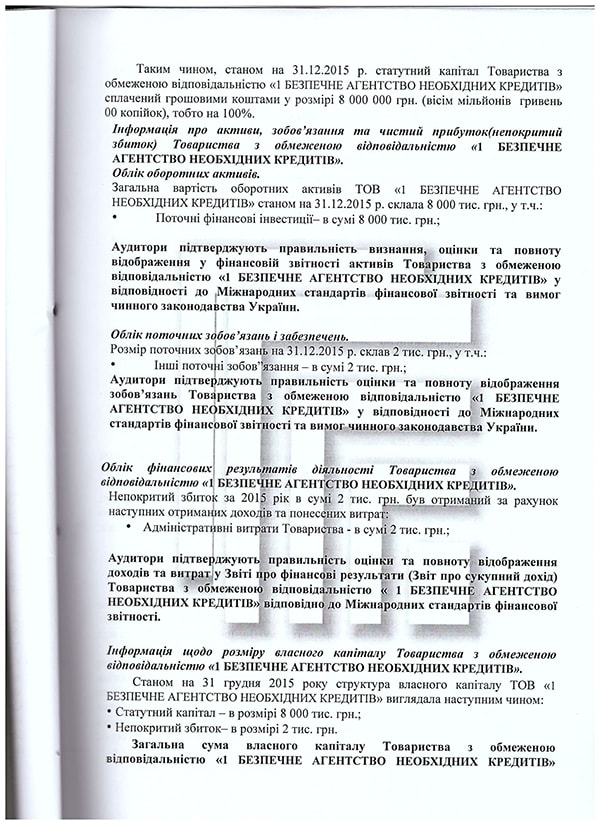 Таким чином, станом на 31.12.2015 р. статутний капітал Товариства з
обмеженою відповідальністю «1 БЕЗПЕЧНЕ АГЕНТСТВО НЕОБХІДНИХ КРЕДИТІВ»
сплачений грошовими коштами у розмірі 8 000 000 грн. (вісім мільйонів гривень
00 копійок), тобто на 100%.
Інформація про активи, зобов'язання та чистий прибуток(непокритий
збиток) Товариства з обмеженою відповідальністю «1 БЕЗПЕЧНЕ
АГЕНТСТВО НЕОБХІДНИХ КРЕДИТІВ».
Облік оборотних активів.
Загальна вартість оборотних активів ТОВ «1 БЕЗПЕЧНЕ АГЕНТСТВО
НЕОБХІДНИХ КРЕДИТІВ» станом на 31.12.2015 р. склала 8 000 тис. грн., у т.ч.:
• Поточні фінансові інвестиції– в сумі 8 000 тис. грн.;
Аудитори підтверджують правильність визнання, оцінки та повноту
відображення у фінансовій звітності активів Товариства з обмеженою
відповідальністю «1 БЕЗПЕЧНЕ АГЕНТСТВО НЕОБХІДНИХ КРЕДИТІВ» у
відповідності до Міжнародних стандартів фінансової звітності та вимог
чинного законодавства України.
Облік поточних зобов'язань і забезпечень.
Розмір поточних зобов'язань на 31.12.2015 р. склав 2 тис. грн., у т.ч.:
• Інші поточні зобов"язання – в сумі 2 тис. грн.;
Аудитори підтверджують правильність оцінки та повноту відображення
зобов'язань Товариства з обмеженою відповідальністю «1 БЕЗПЕЧНЕ
АГЕНТСТВО НЕОБХІДНИХ КРЕДИТІВ» у відповідності до Міжнародних
стандартів фінансової звітності та вимог чинного законодавства України.
Облік фінансових результатів діяльності Товариства з обмеженою
відповідальністю «1 БЕЗПЕЧНЕ АГЕНТСТВО НЕОБХІДНИХ КРЕДИТІВ».
Непокритий збиток за 2015 рік в сумі 2 тис. грн. був отриманий за рахунок
наступних отриманих доходів та понесених витрат:
• Адміністративні витрати Товариства - в сумі 2 тис. грн.;
Аудитори підтверджують правильність оцінки та повноту відображення
доходів та витрат у Звіті про фінансові результати (Звіт про сукупний дохід)
Товариства з обмеженою відповідальністю « 1 БЕЗПЕЧНЕ АГЕНТСТВО
НЕОБХІДНИХ КРЕДИТІВ» відповідно до Міжнародних стандартів фінансової
звітності.
Інформація щодо розміру власного капіталу Товариства з обмеженою
відповідальністю «1 БЕЗПЕЧНЕ АГЕНТСТВО НЕОБХІДНИХ КРЕДИТІВ».
Станом на 31 грудня 2015 року структура власного капіталу ТОВ «1
БЕЗПЕЧНЕ АГЕНТСТВО НЕОБХІДНИХ КРЕДИТІВ» виглядала наступним чином:
• Статутний капітал – в розмірі 8 000 тис. грн.;
• Непокритий збиток– в розмірі 2 тис. грн.
Загальна сума власного капіталу Товариства з обмеженою
відповідальністю «1 БЕЗПЕЧНЕ АГЕНТСТВО НЕОБХІДНИХ КРЕДИТІВ»